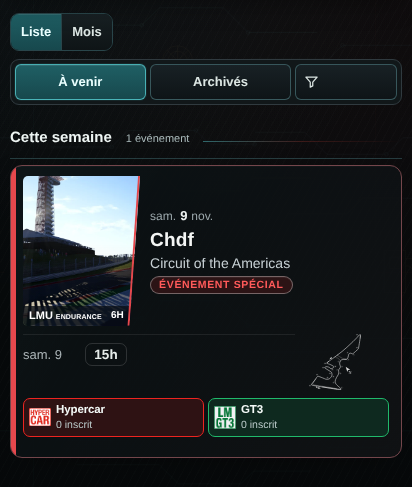 Liste Mois
À venir Archivés
Cette semaine 1 événement
sam. 9 nov.
Chdf
Circuit of the Americas
ÉVÉNEMENT SPÉCIAL
LMU ENDURANCE 6H
sam. 9 15h
HYPER CAR Hypercar
0 inscrit
LM GT3 GT3
0 inscrit